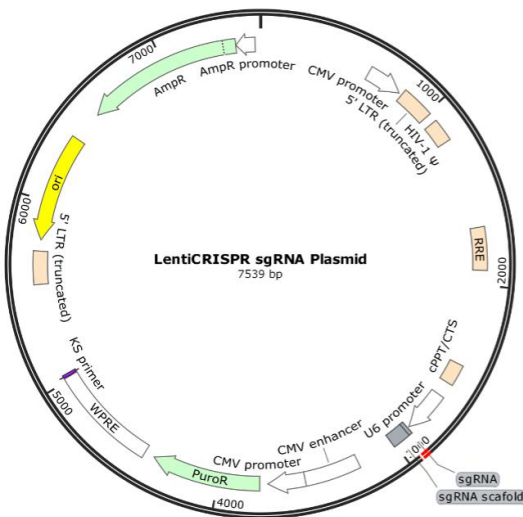 7000
AmpR promoter
AmpR
CMV promoter
1000
5' LTR (truncated)
HIV-1 ψ
ori
6000
5' LTR (truncated)
LentiCRISPR sgRNA Plasmid
7539 bp
RRE
2000
cPPT/CTS
U6 promoter
KS primer
5000
WPRE
CMV enhancer
CMV promoter
PuroR
4000
sgRNA
sgRNA scafold